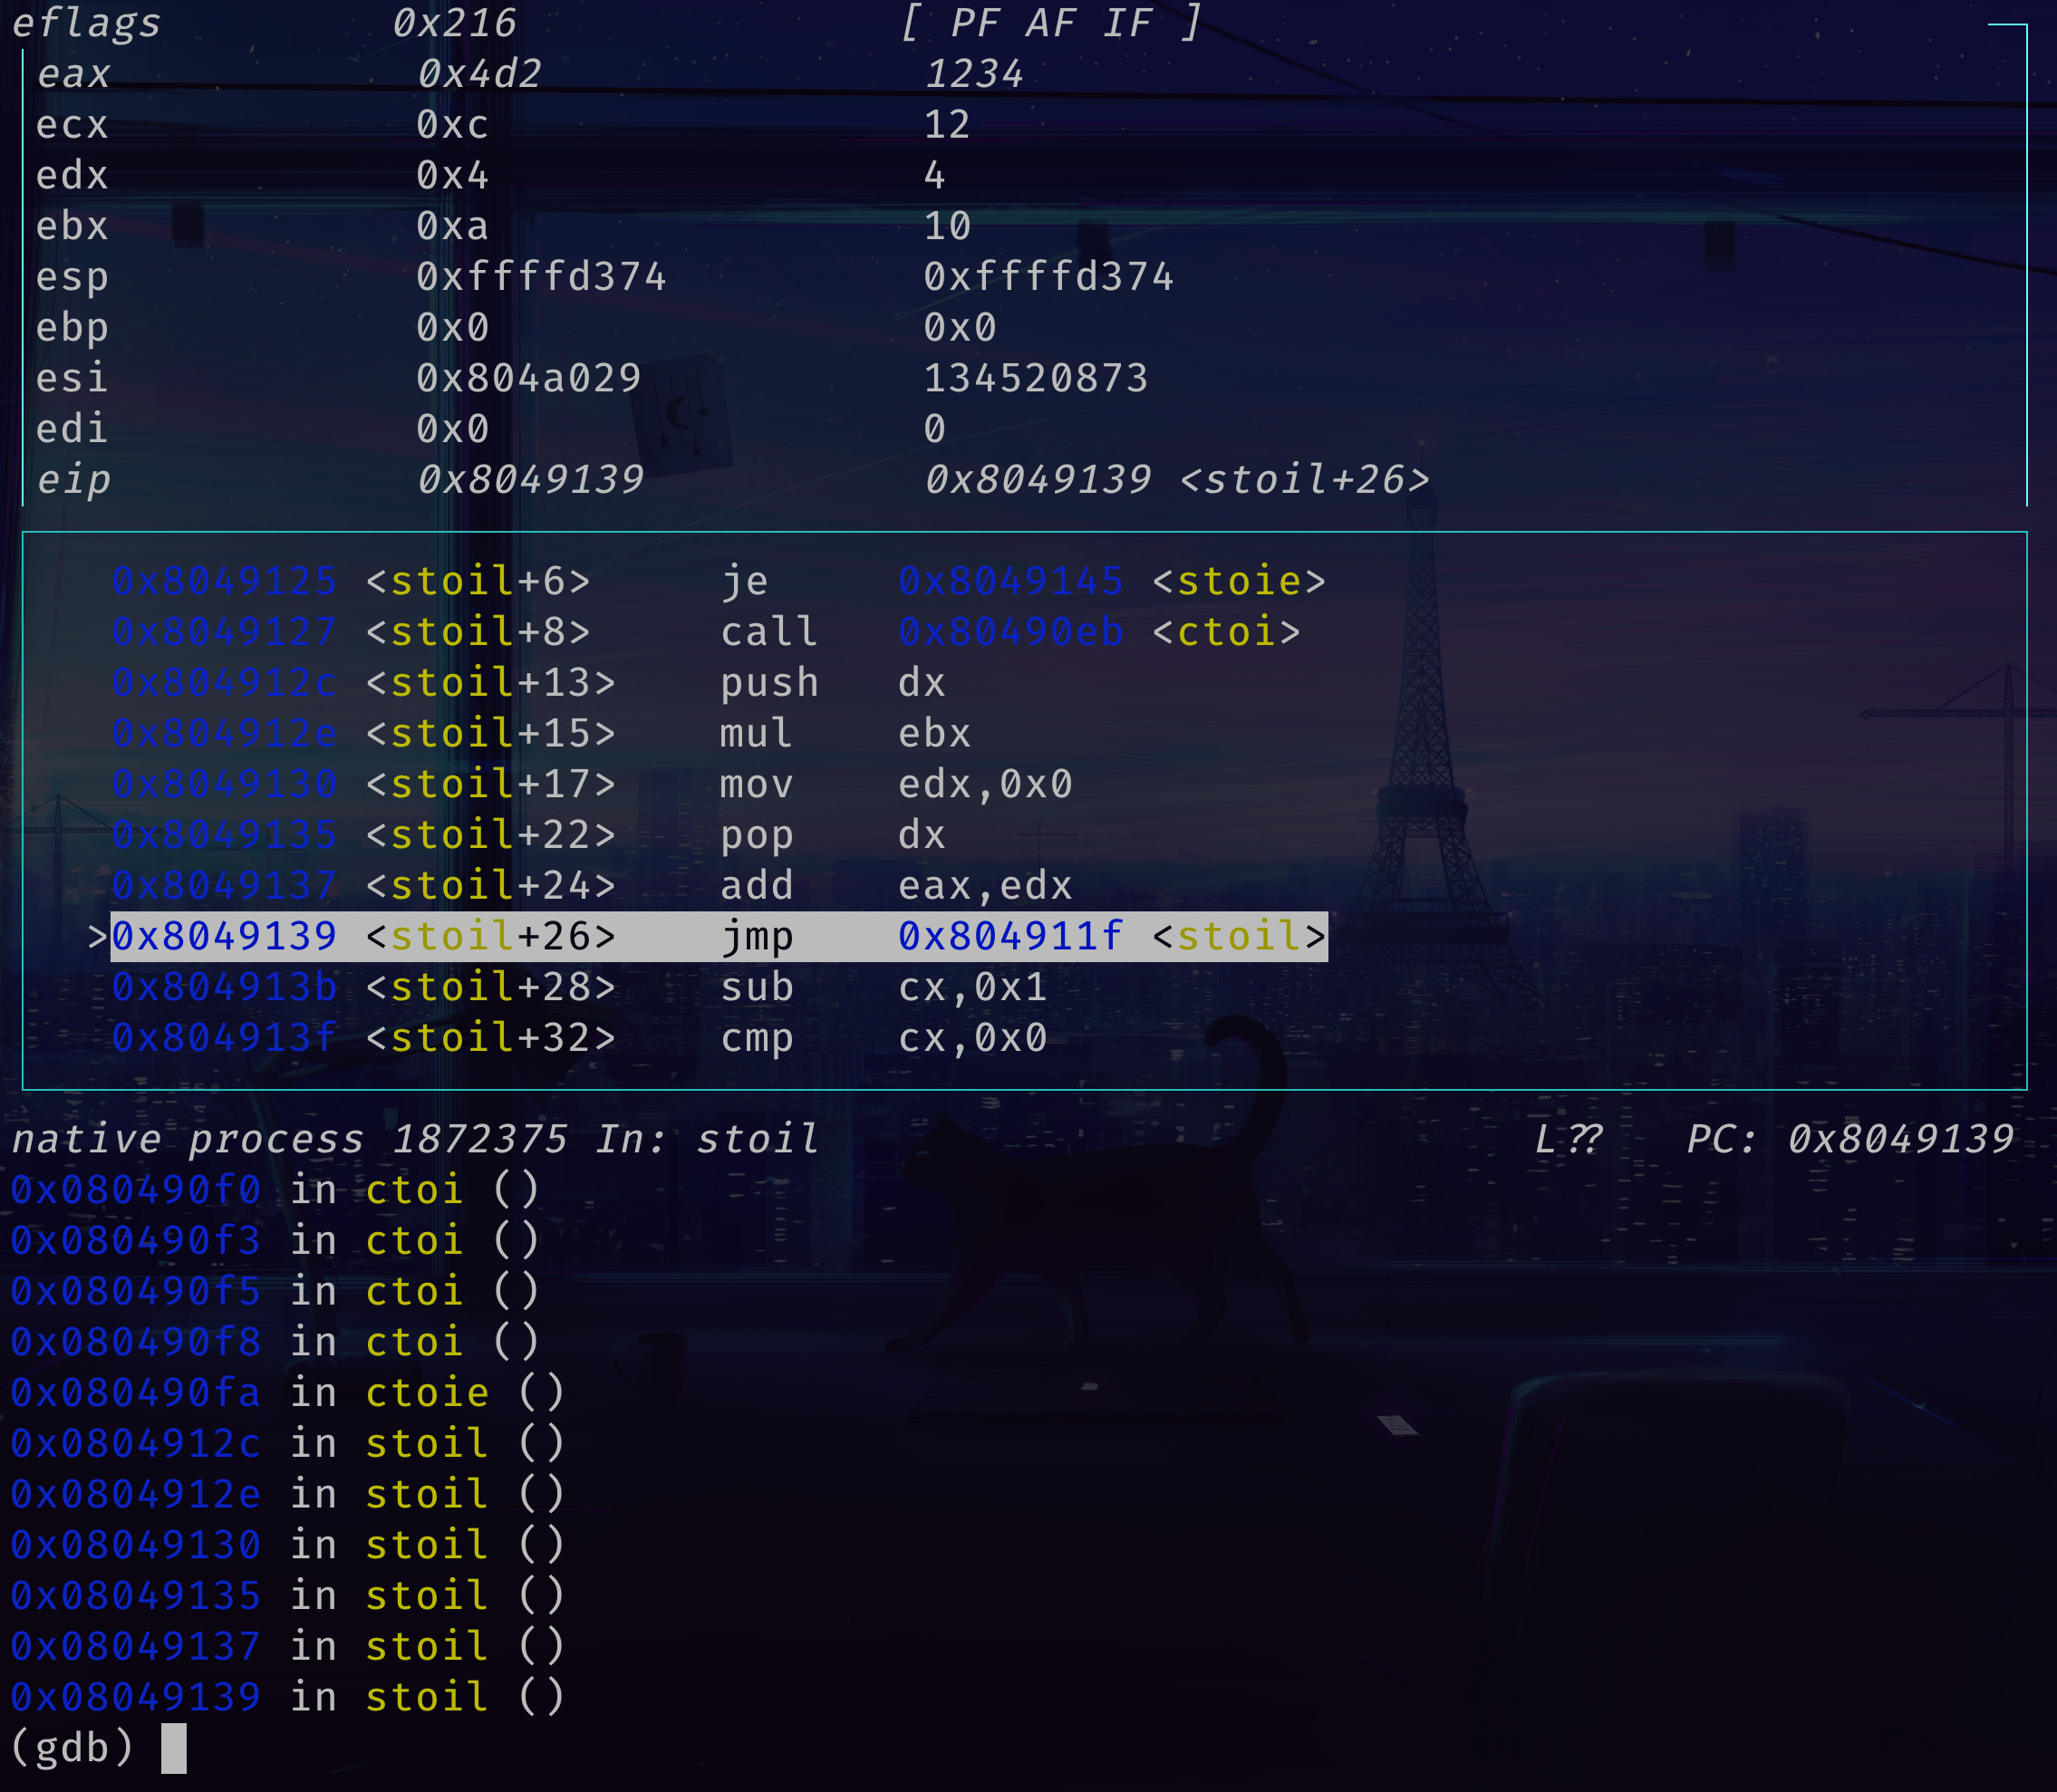 eflags 0x216 [ PF AF IF ]
eax 0x4d2 1234
ecx 0xc 12
edx 0x4 4
ebx 0xa 10
esp 0xffffd374 0xffffd374
ebp 0x0 0x0
esi 0x804a029 134520873
edi 0x0 0
eip 0x8049139 0x8049139 <stoil+26>
0x8049125 <stoil+6> je 0x8049145 <stoie>
0x8049127 <stoil+8> call 0x80490eb <ctoi>
0x804912c <stoil+13> push dx
0x804912e <stoil+15> mul ebx
0x8049130 <stoil+17> mov edx,0x0
0x8049135 <stoil+22> pop dx
0x8049137 <stoil+24> add eax,edx
>0x8049139 <stoil+26> jmp 0x804911f <stoil>
0x804913b <stoil+28> sub cx,0x1
0x804913f <stoil+32> cmp cx,0x0
native process 1872375 In: stoil L?? PC: 0x8049139
0x080490f0 in ctoi ()
0x080490f3 in ctoi ()
0x080490f5 in ctoi ()
0x080490f8 in ctoi ()
0x080490fa in ctoie ()
0x0804912c in stoil ()
0x0804912e in stoil ()
0x08049130 in stoil ()
0x08049135 in stoil ()
0x08049137 in stoil ()
0x08049139 in stoil ()
(gdb)